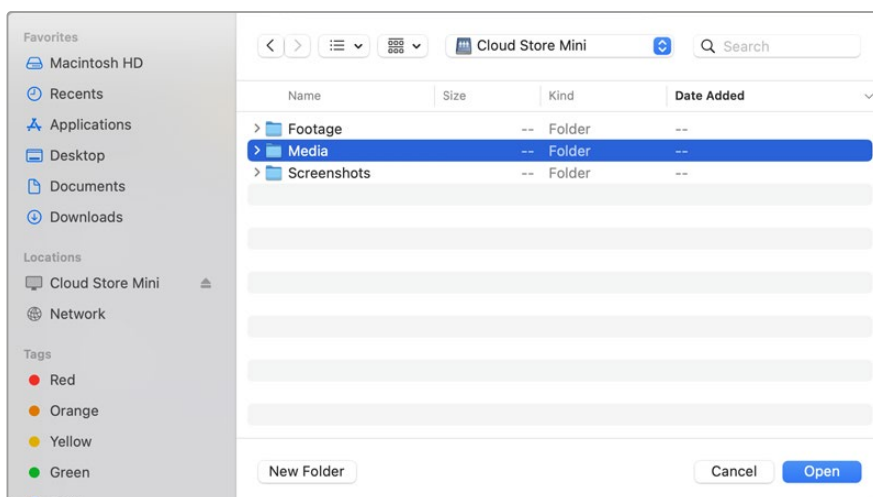 Favorites
Macintosh HD
Recents
Applications
Desktop
Documents
Downloads
Locations
Cloud Store Mini
Network
Tags
Red
Orange
Yellow
Green
Cloud Store Mini
Search
Name Size Kind Date Added
Footage -- Folder --
Media -- Folder --
Screenshots -- Folder --
New Folder Cancel Open